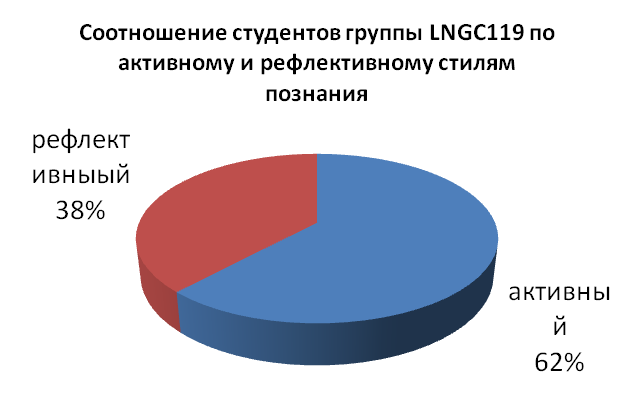 Соотношение студентов группы LNGC119 по
активному и рефлективному стилям
познания
рефлект
ивныый
38%
активны
й
62%